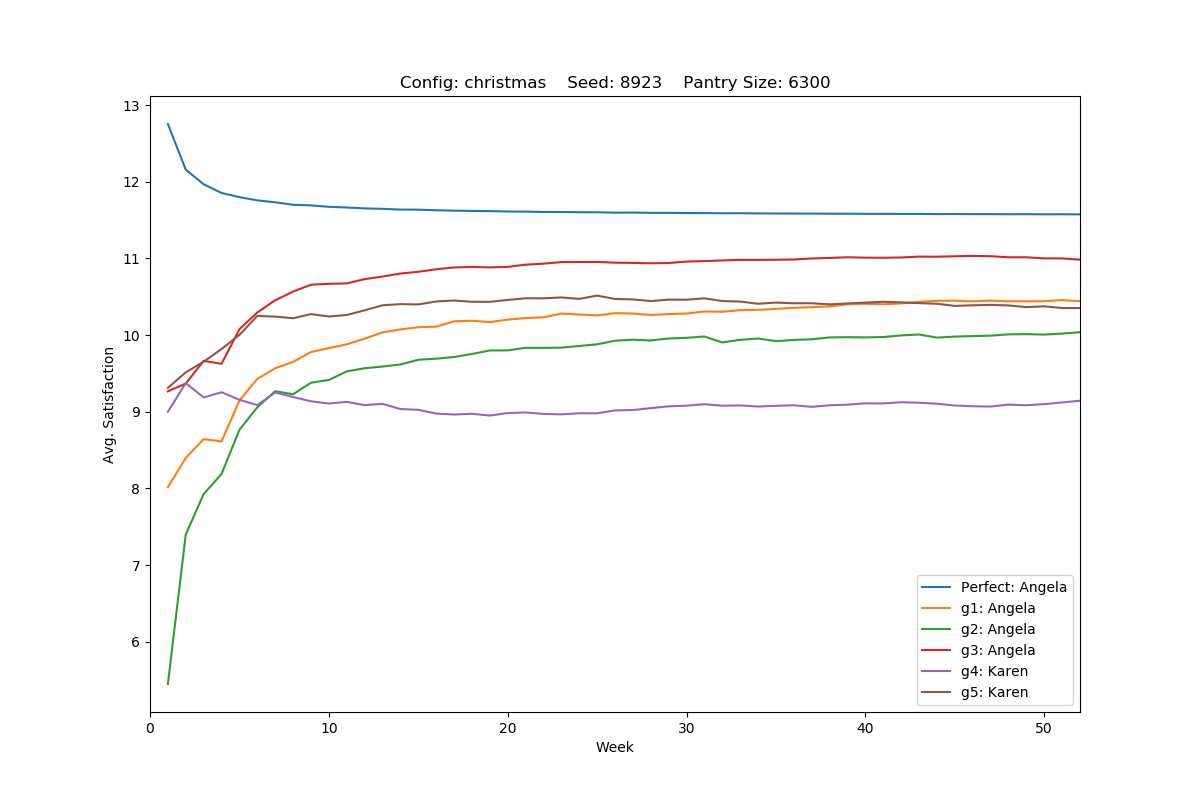 Config: christmas    Seed: 8923    Pantry Size: 6300
13
12
11
10
9
8
7
6
Avg. Satisfaction
0 10 20 30 40 50
Week
Perfect: Angela
g1: Angela
g2: Angela
g3: Angela
g4: Karen
g5: Karen